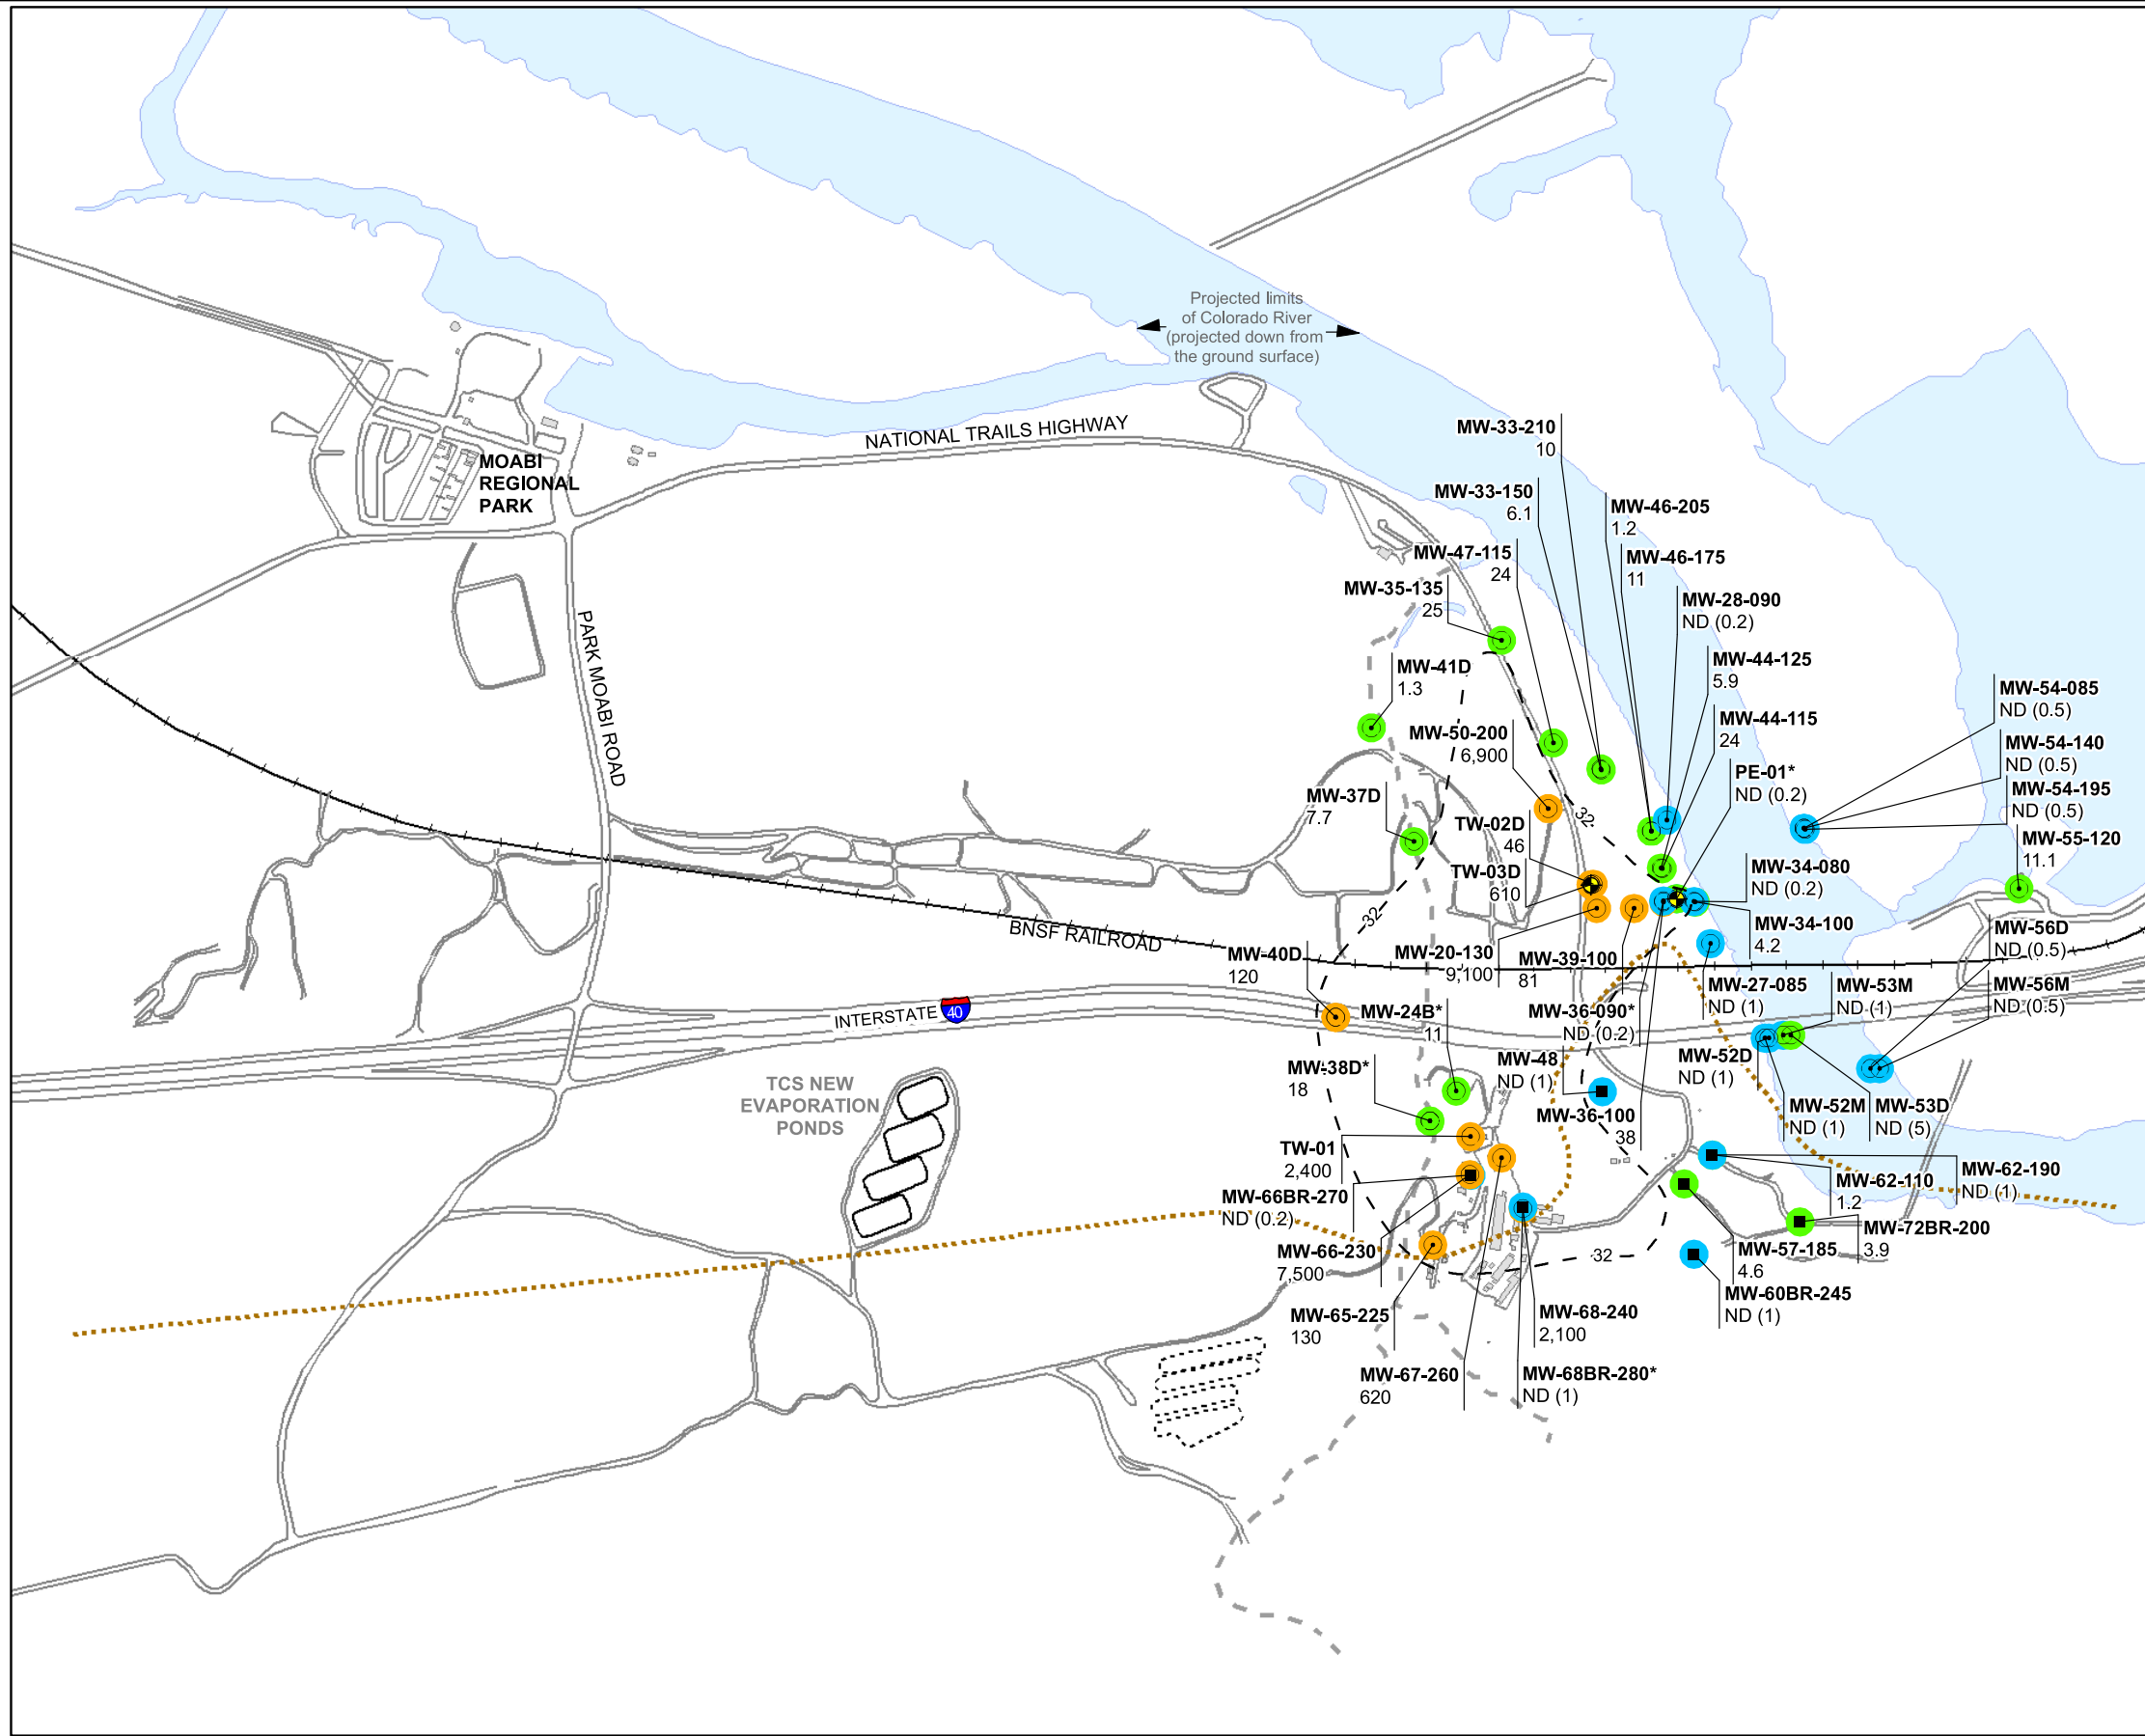 Projected limits
of Colorado River
(projected down from
the ground surface)
NATIONAL TRAILS HIGHWAY
MOABI
REGIONAL
PARK
PARK MOABI ROAD
BNSF RAILROAD
INTERSTATE 40
TCS NEW
EVAPORATION
PONDS
MW-33-210
10
MW-33-150
6.1
MW-46-205
1.2
MW-47-115
24
MW-46-175
11
MW-35-135
25
MW-28-090
ND (0.2)
MW-41D
1.3
MW-44-125
5.9
MW-54-085
ND (0.5)
MW-44-115
24
MW-50-200
6,900
MW-54-140
ND (0.5)
PE-01*
ND (0.2)
MW-54-195
ND (0.5)
MW-37D
7.7
32
TW-02D
46
MW-55-120
11.1
TW-03D
610
MW-34-080
ND (0.2)
32
MW-34-100
4.2
MW-56D
ND (0.5)
MW-40D
120
MW-20-130
9,100
MW-39-100
81
MW-27-085
ND (1)
MW-53M
ND (1)
MW-56M
ND (0.5)
MW-24B*
11
MW-36-090*
ND (0.2)
MW-38D*
18
MW-48
ND (1)
MW-52D
ND (1)
MW-36-100
38
MW-52M
ND (1)
MW-53D
ND (5)
TW-01
2,400
MW-62-190
ND (1)
MW-62-110
1.2
MW-66BR-270
ND (0.2)
MW-72BR-200
3.9
MW-66-230
7,500
32
MW-57-185
4.6
MW-60BR-245
ND (1)
MW-65-225
130
MW-68-240
2,100
MW-67-260
620
MW-68BR-280*
ND (1)